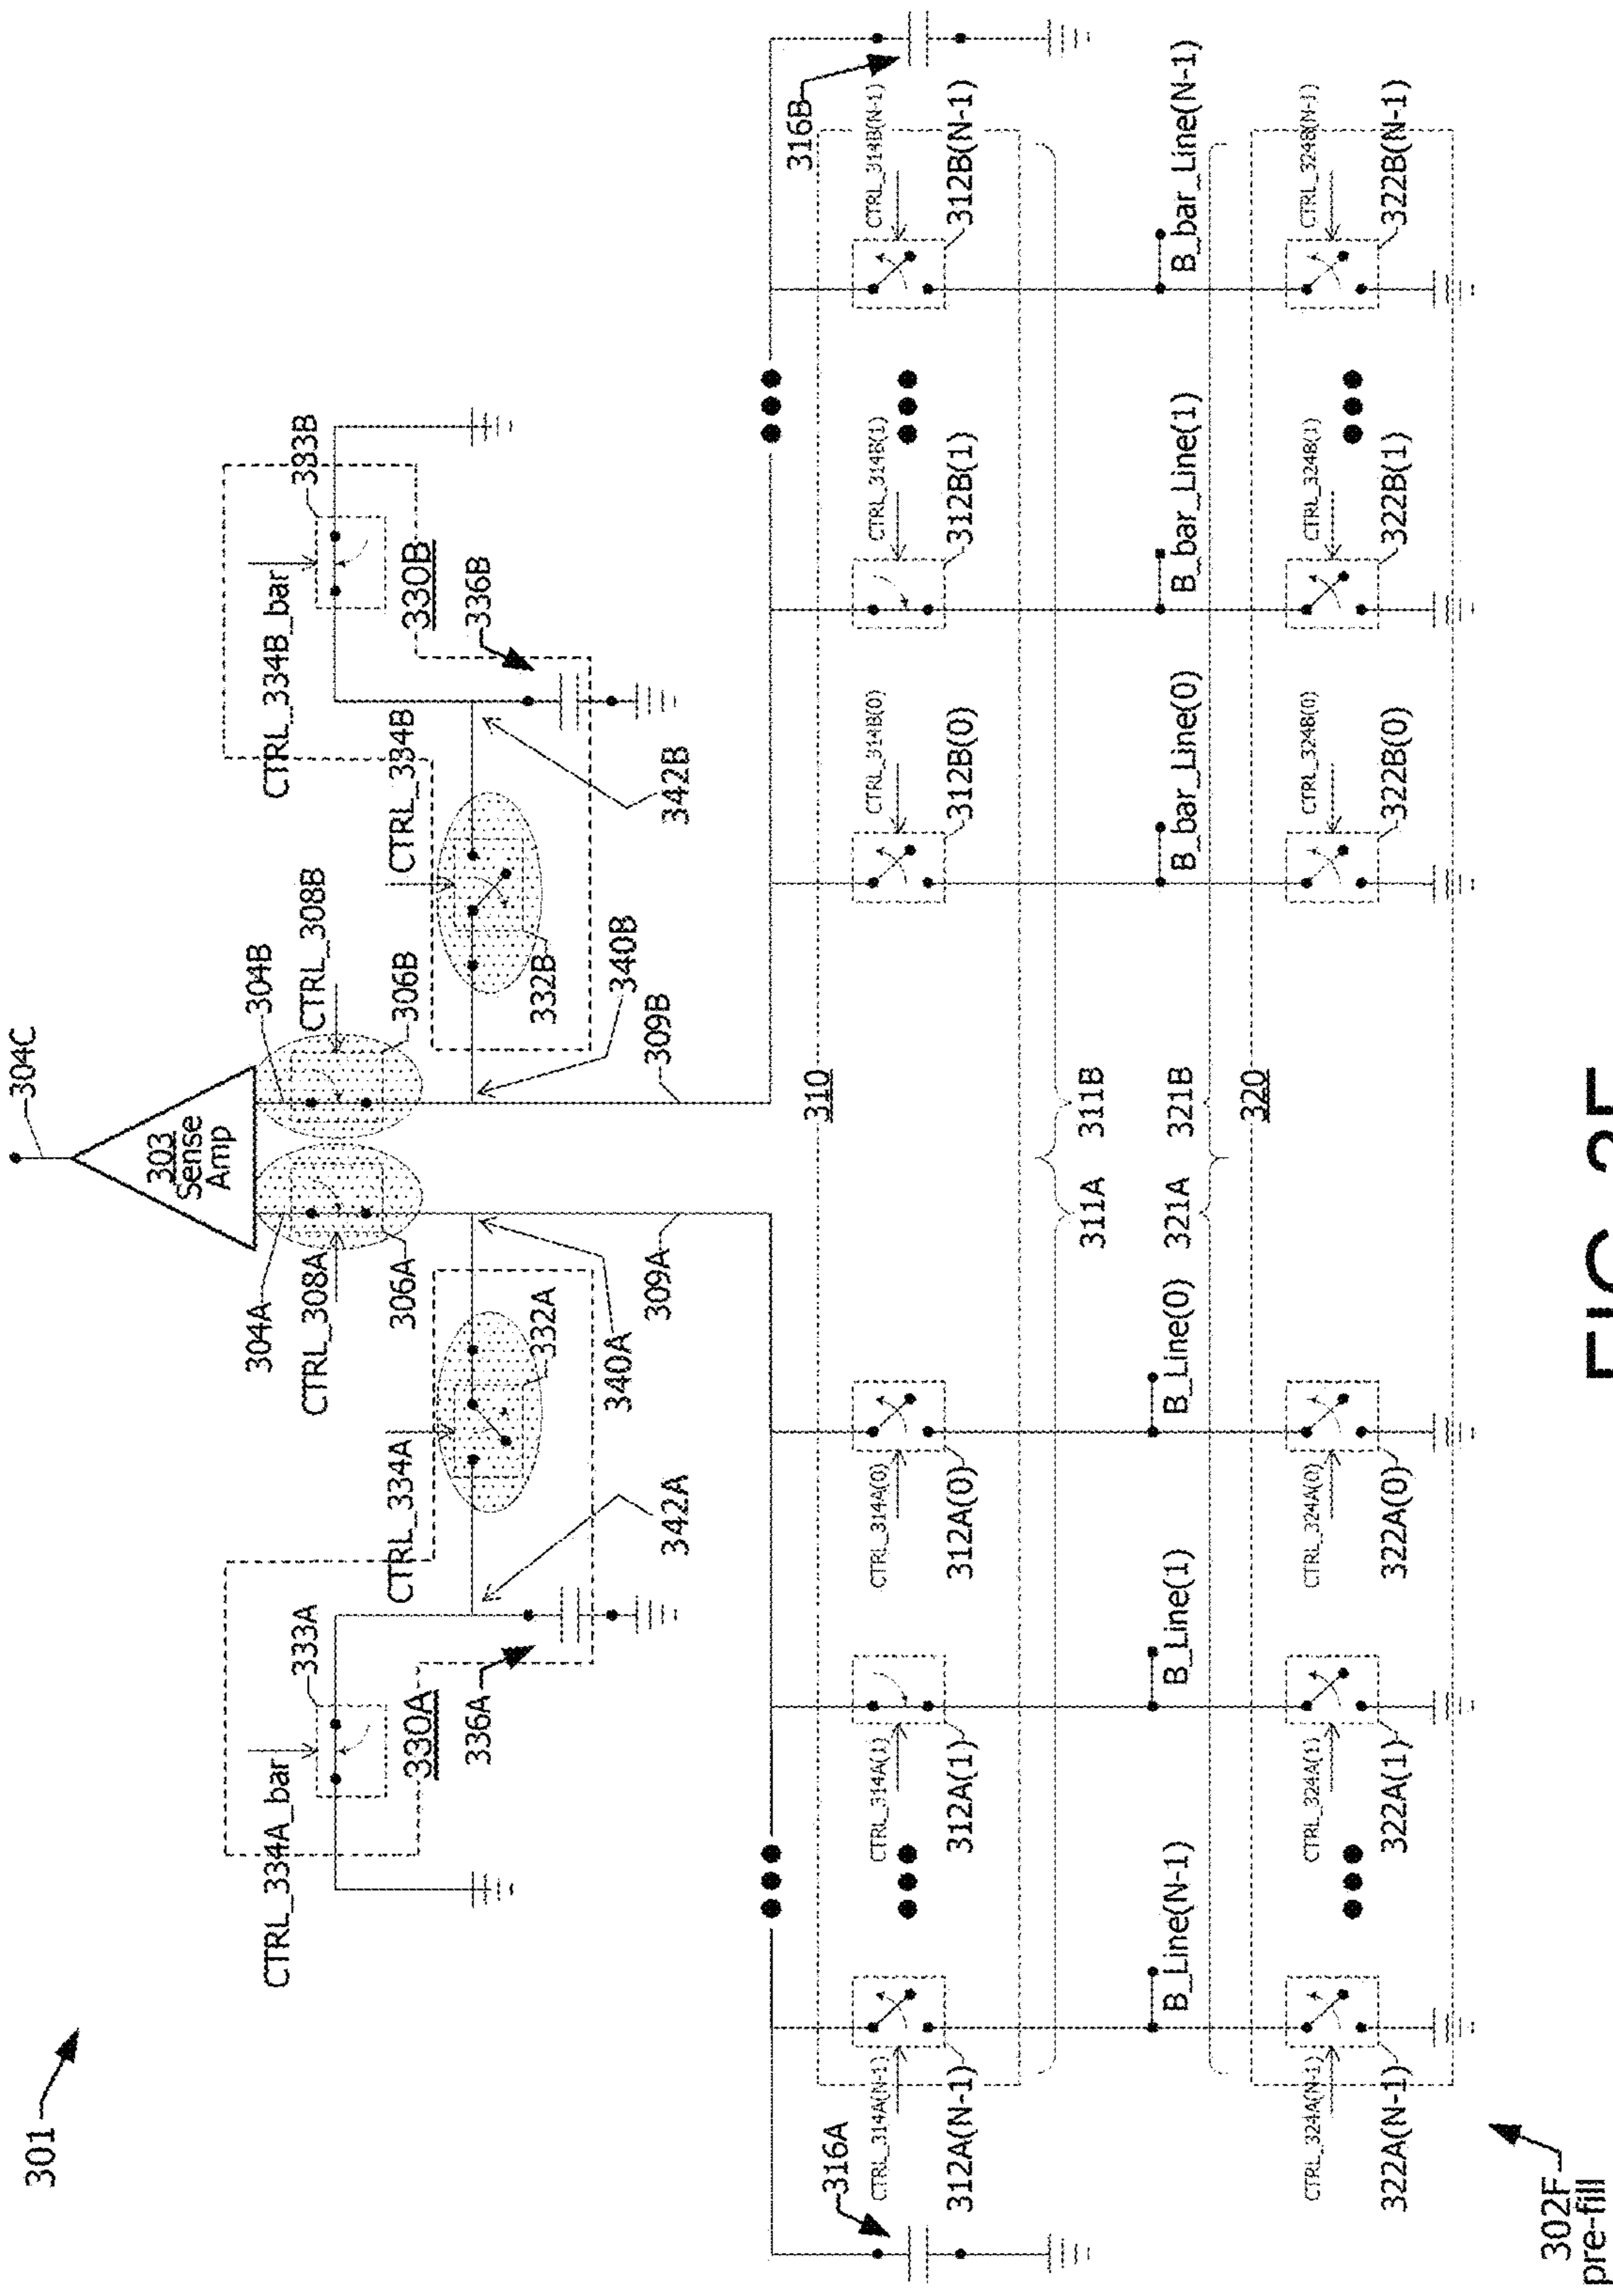 301
304C
303
Sense
Amp
304A
304B
CTRL_308A
CTRL_308B
306A
306B
CTRL_334A_bar
333A
CTRL_334B_bar
333B
330A
330B
CTRL_334A
CTRL_334B
336A
336B
332A
332B
342A
340A
340B
342B
309A
309B
310
316A
316B
CTRL_314A(N-1)
CTRL_314A(1)
CTRL_314A(0)
CTRL_314B(0)
CTRL_314B(1)
CTRL_314B(N-1)
312A(N-1)
312A(1)
312A(0)
312B(0)
312B(1)
312B(N-1)
311A
311B
B_Line(N-1)
B_Line(1)
B_Line(0)
B_bar_Line(0)
B_bar_Line(1)
B_bar_Line(N-1)
321A
321B
320
CTRL_324A(N-1)
CTRL_324A(1)
CTRL_324A(0)
CTRL_324B(0)
CTRL_324B(1)
CTRL_324B(N-1)
322A(N-1)
322A(1)
322A(0)
322B(0)
322B(1)
322B(N-1)
302F
pre-fill